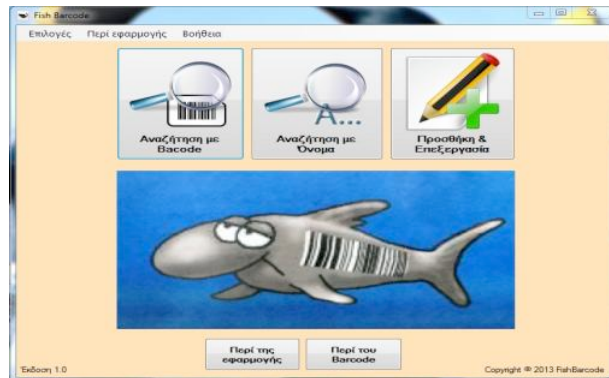 Fish Barcode
Επιλογές Περί εφαρμογής Βοήθεια
Αναζήτηση με
Bacode
A...
Αναζήτηση με
Όνομα
Προσθήκη &
Επεξεργασία
Περί της
εφαρμογής
Περί του
Barcode
Έκδοση 1.0
Copyright © 2013 FishBarcode